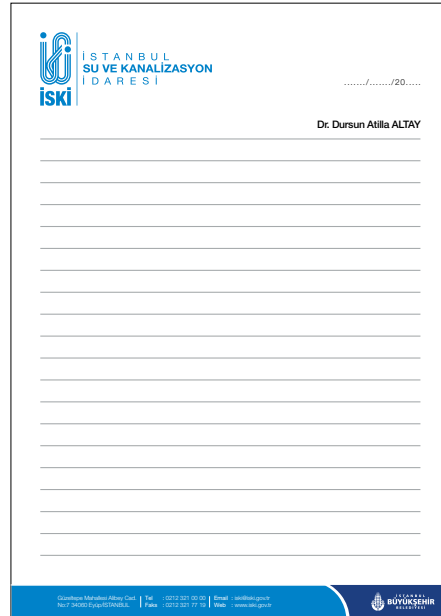 İSTANBUL
SU VE KANALİZASYON
İDARESİ
İSKİ
......./......./20.....
Dr. Dursun Atilla ALTAY
Güzeltepe Mahallesi Alibey Cad. Tel : 0212 321 00 00 Email : iski@iski.gov.tr
No:7 34060 Eyüp/İSTANBUL Faks : 0212 321 77 19 Web : www.iski.gov.tr
İSTANBUL
BÜYÜKŞEHİR
BELEDİYESİ